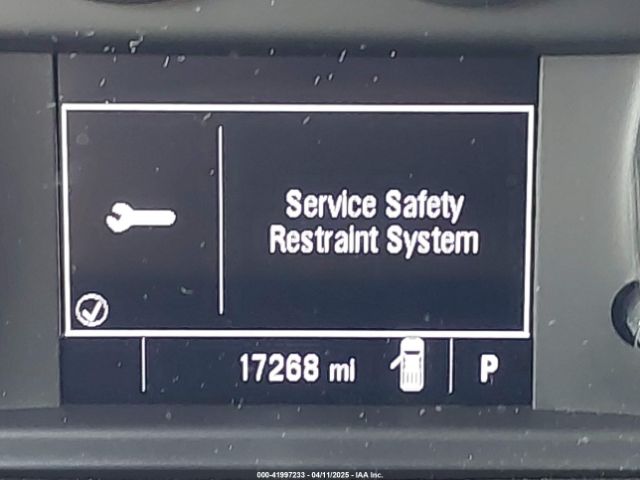 Service Safety
Restraint System
17268 mi
P
000-41997233 - 04/11/2025 - IAA Inc.